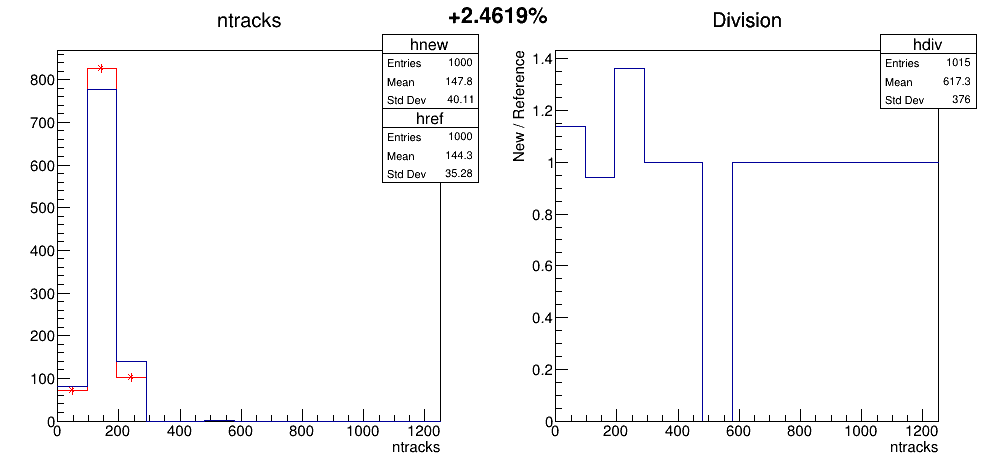 +2.4619%
ntracks
hnew
Entries 1000
Mean 147.8
Std Dev 40.11
href
Entries 1000
Mean 144.3
Std Dev 35.28
800
700
600
500
400
300
200
100
0
0 200 400 600 800 1000 1200
ntracks
Division
hdiv
Entries 1015
Mean 617.3
Std Dev 376
New / Reference
1.4
1.2
1
0.8
0.6
0.4
0.2
0
0 200 400 600 800 1000 1200
ntracks